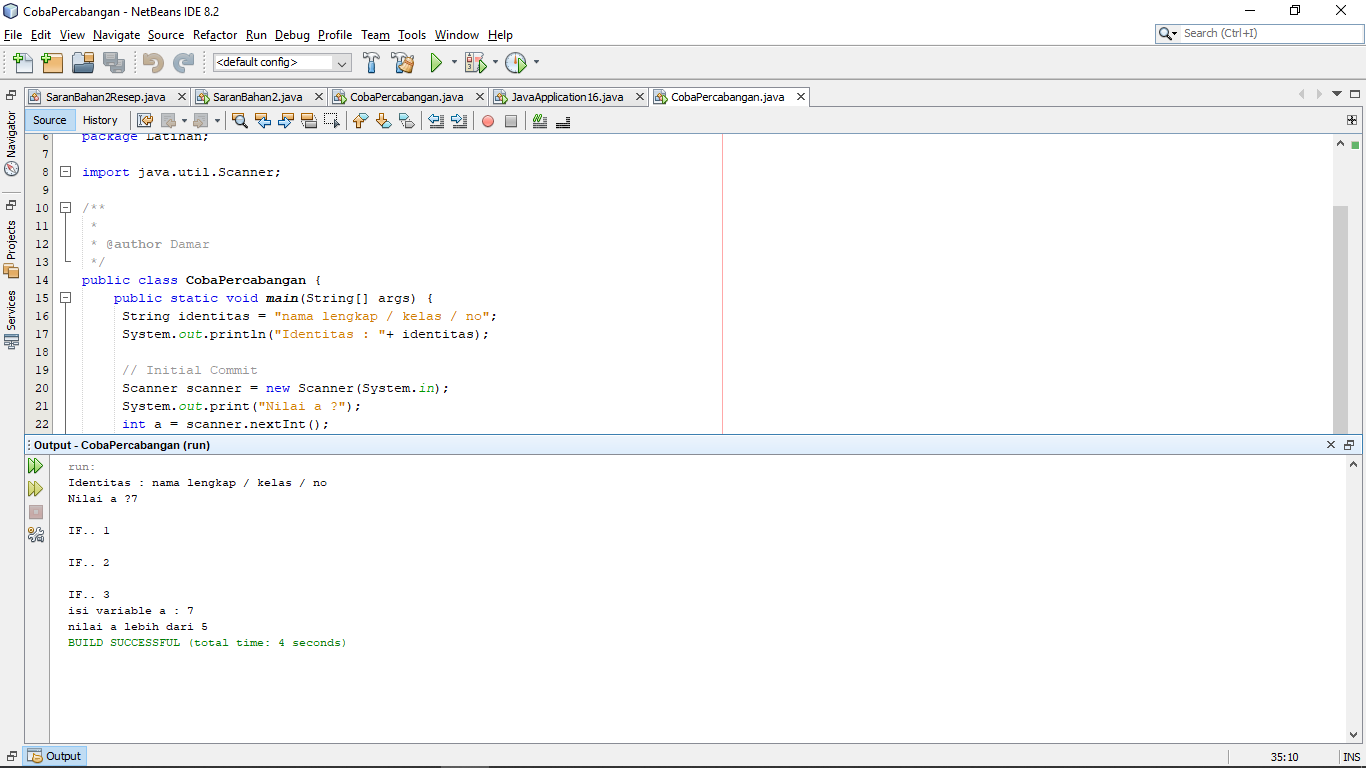 CobaPercabangan - NetBeans IDE 8.2
File Edit View Navigate Source Refactor Run Debug Profile Team Tools Window Help
Search (Ctrl+I)
<default config>
SaranBahan2Resep.java SaranBahan2.java CobaPercabangan.java JavaApplication16.java CobaPercabangan.java
Source History
Navigator
Projects
Services
6 package Latihan;
7
8 import java.util.Scanner;
9
10 /**
11 *
12 * @author Damar
13 */
14 public class CobaPercabangan {
15 public static void main(String[] args) {
16 String identitas = "nama lengkap / kelas / no";
17 System.out.println("Identitas : "+ identitas);
18
19 // Initial Commit
20 Scanner scanner = new Scanner(System.in);
21 System.out.print("Nilai a ?");
22 int a = scanner.nextInt();
Output - CobaPercabangan (run)
run:
Identitas : nama lengkap / kelas / no
Nilai a ?7
IF.. 1
IF.. 2
IF.. 3
isi variable a : 7
nilai a lebih dari 5
BUILD SUCCESSFUL (total time: 4 seconds)
Output
35:10 INS